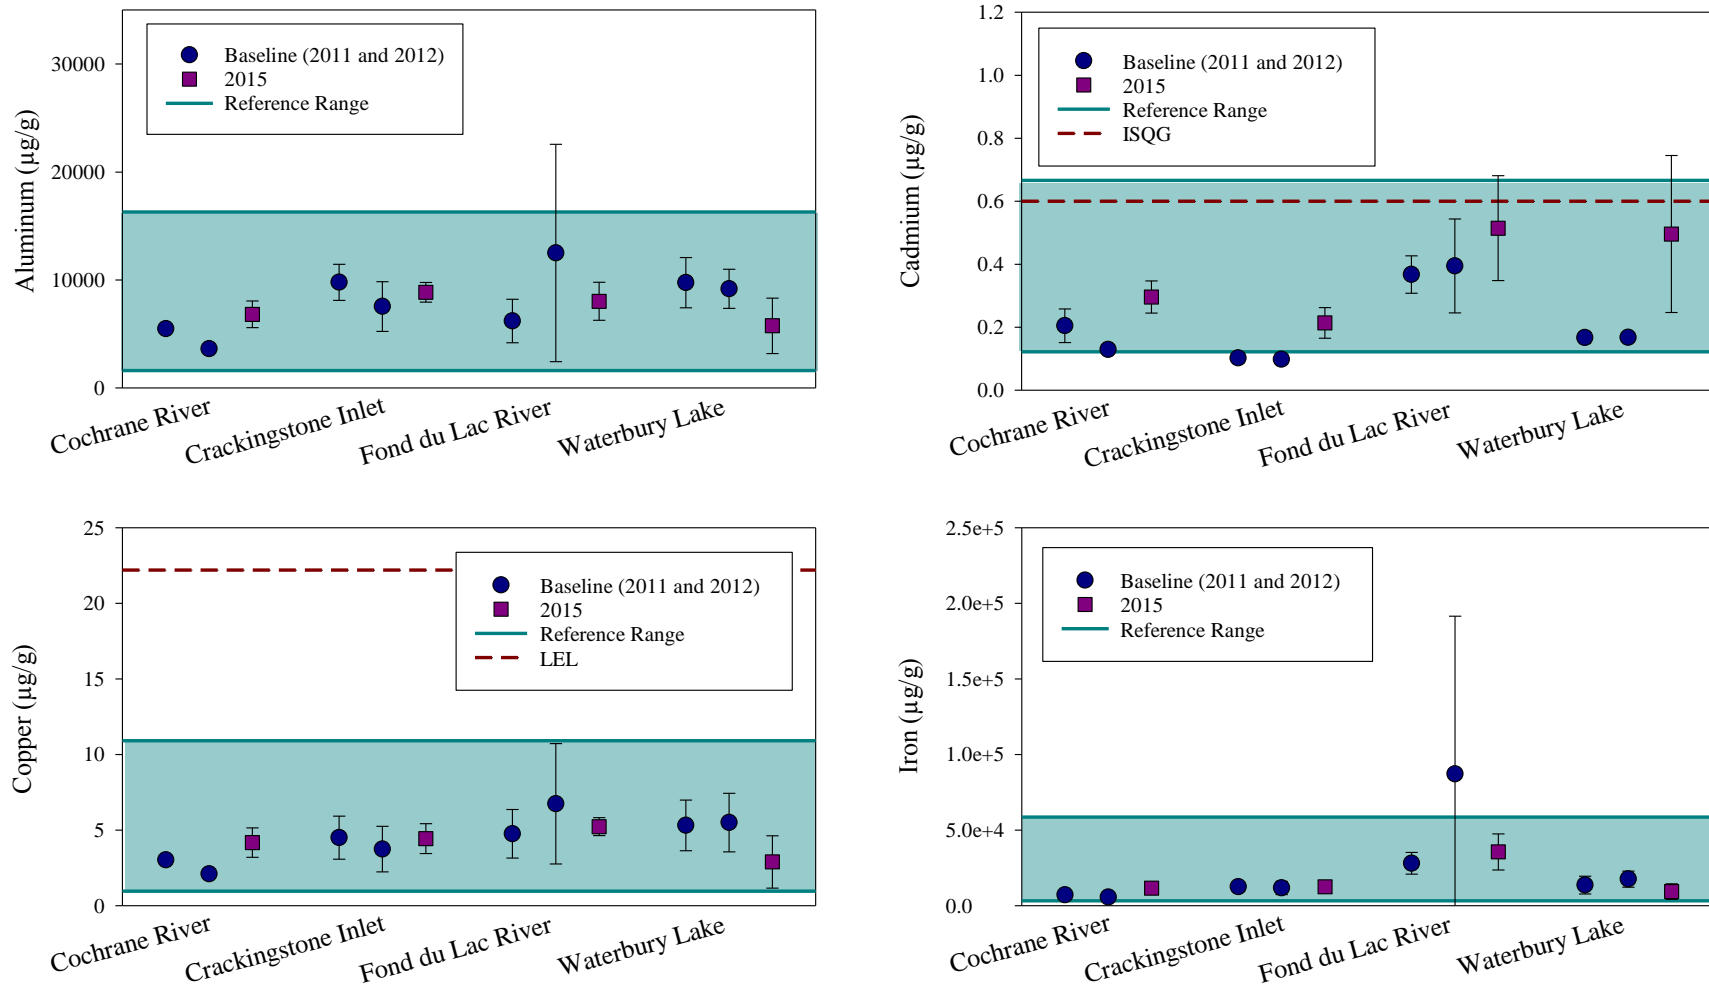 Aluminum (µg/g)
30000
20000
10000
0
Baseline (2011 and 2012)
2015
Reference Range
Cochrane River
Crackingstone Inlet
Fond du Lac River
Waterbury Lake
Cadmium (µg/g)
1.2
1.0
0.8
0.6
0.4
0.2
0.0
Baseline (2011 and 2012)
2015
Reference Range
ISQG
Cochrane River
Crackingstone Inlet
Fond du Lac River
Waterbury Lake
Copper (µg/g)
25
20
15
10
5
0
Baseline (2011 and 2012)
2015
Reference Range
LEL
Cochrane River
Crackingstone Inlet
Fond du Lac River
Waterbury Lake
Iron (µg/g)
2.5e+5
2.0e+5
1.5e+5
1.0e+5
5.0e+4
0.0
Baseline (2011 and 2012)
2015
Reference Range
Cochrane River
Crackingstone Inlet
Fond du Lac River
Waterbury Lake